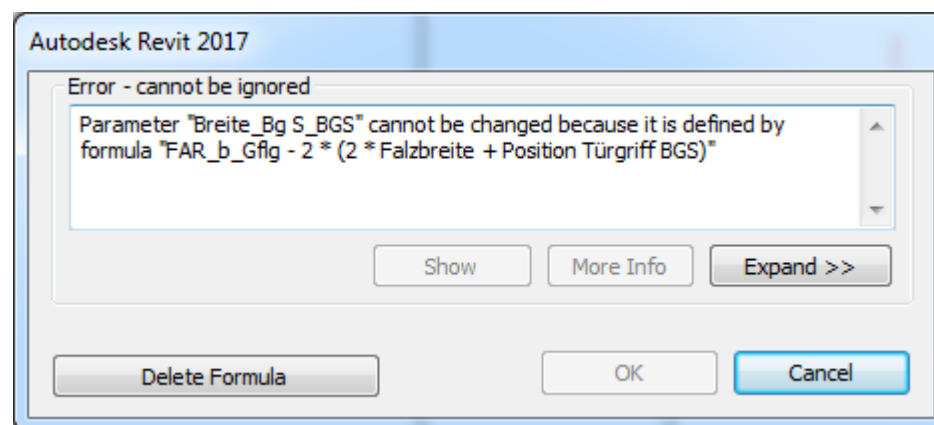 Autodesk Revit 2017
Error - cannot be ignored
Parameter "Breite_Bg S_BGS" cannot be changed because it is defined by
formula "FAR_b_Gflg - 2 * (2 * Falzbreite + Position Türgriff BGS)"
Show More Info Expand >>
Delete Formula OK Cancel